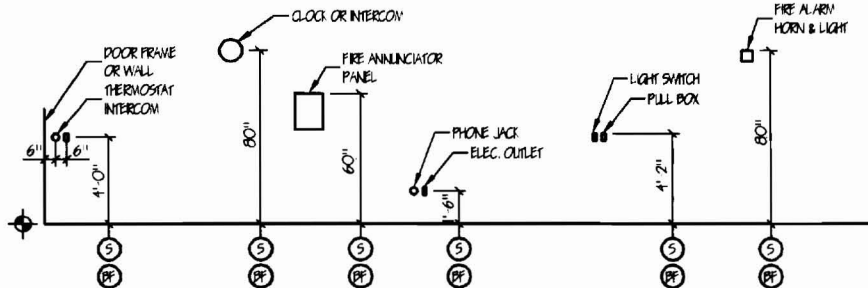 CLOCK OR INTERCOM
FIRE ALARM
HORN & LIGHT
DOOR FRAME
OR WALL
THERMOSTAT
INTERCOM
FIRE ANNUNCIATOR
PANEL
LIGHT SWITCH
PULL BOX
PHONE JACK
ELEC. OUTLET
6" 6"
4'-0"
80"
60"
1'-6"
4'-2"
80"
S S S S S S
BF BF BF BF BF BF